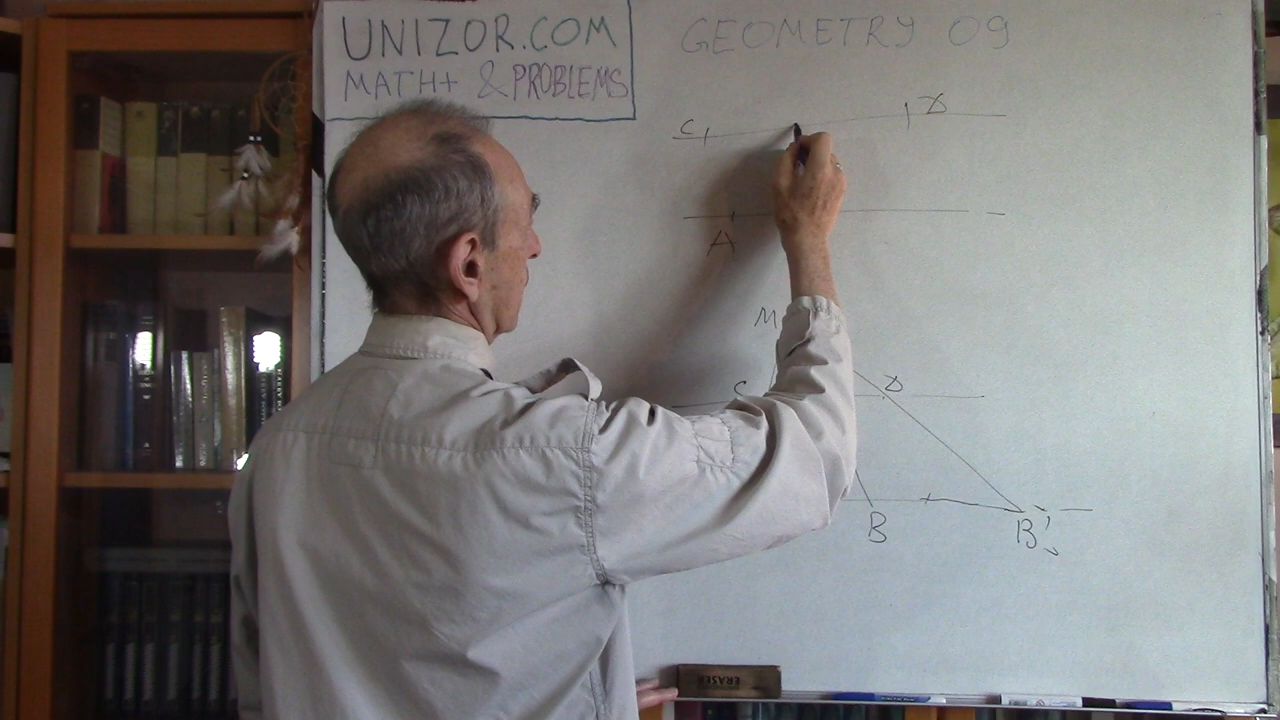 UNIZOR.COM
MATH+ & PROBLEMS
GEOMETRY 09
C D
A
M
C D
B B'
ERASER